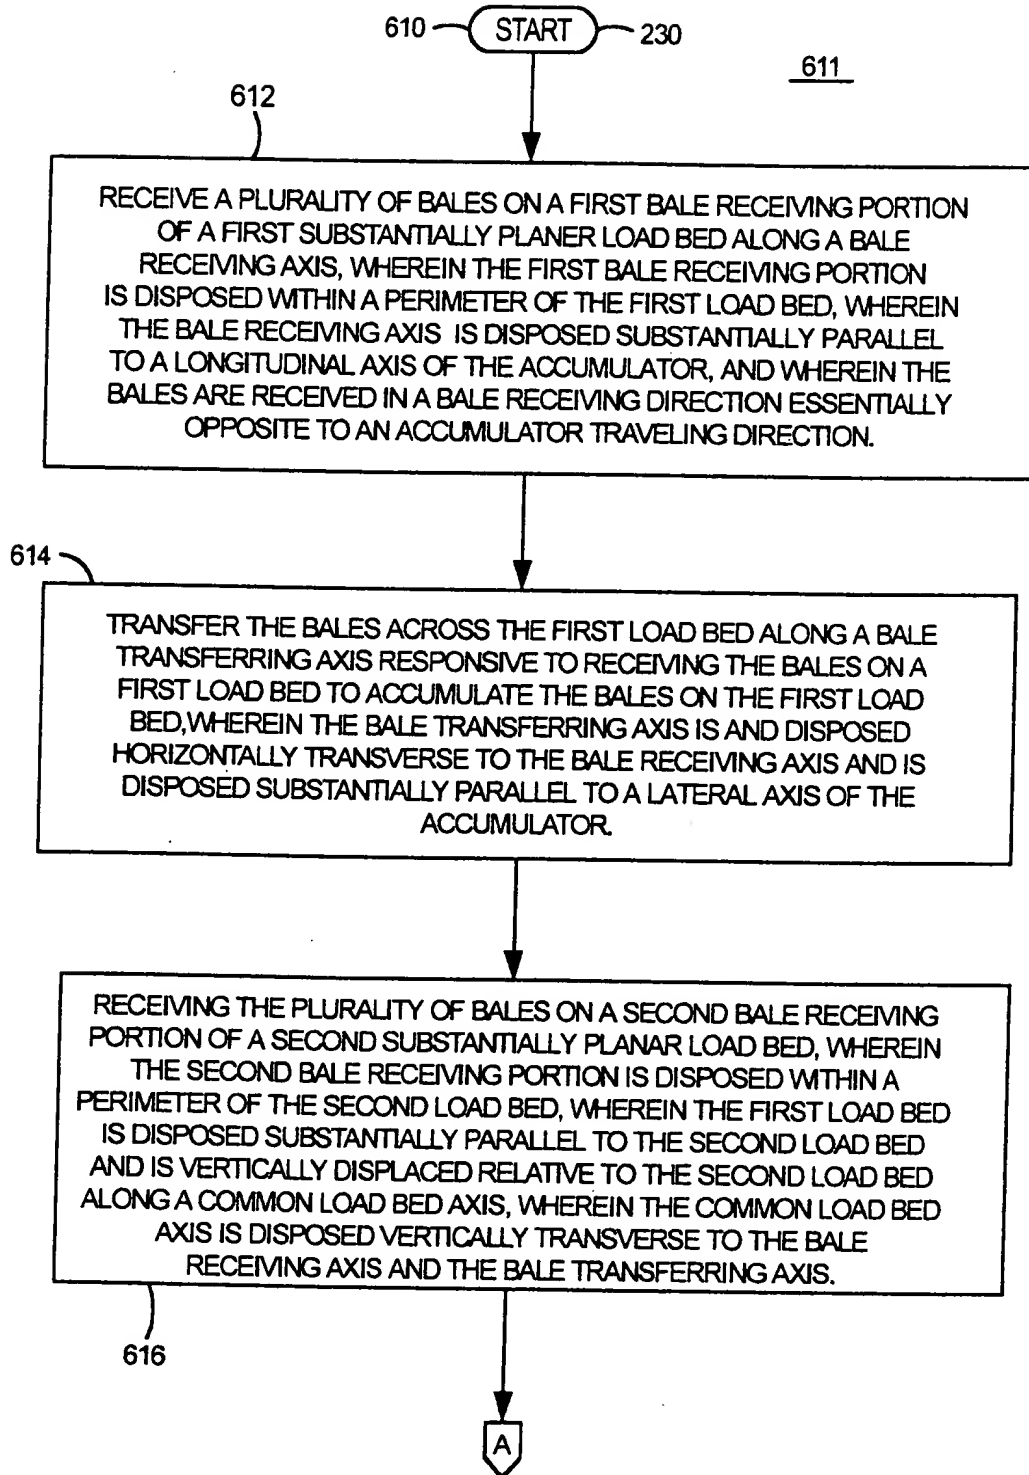 610 START 230
611
612
RECEIVE A PLURALITY OF BALES ON A FIRST BALE RECEIVING PORTION
OF A FIRST SUBSTANTIALLY PLANER LOAD BED ALONG A BALE
RECEIVING AXIS, WHEREIN THE FIRST BALE RECEIVING PORTION
IS DISPOSED WITHIN A PERIMETER OF THE FIRST LOAD BED, WHEREIN
THE BALE RECEIVING AXIS IS DISPOSED SUBSTANTIALLY PARALLEL
TO A LONGITUDINAL AXIS OF THE ACCUMULATOR, AND WHEREIN THE
BALES ARE RECEIVED IN A BALE RECEIVING DIRECTION ESSENTIALLY
OPPOSITE TO AN ACCUMULATOR TRAVELING DIRECTION.
614
TRANSFER THE BALES ACROSS THE FIRST LOAD BED ALONG A BALE
TRANSFERRING AXIS RESPONSIVE TO RECEIVING THE BALES ON A
FIRST LOAD BED TO ACCUMULATE THE BALES ON THE FIRST LOAD
BED,WHEREIN THE BALE TRANSFERRING AXIS IS AND DISPOSED
HORIZONTALLY TRANSVERSE TO THE BALE RECEIVING AXIS AND IS
DISPOSED SUBSTANTIALLY PARALLEL TO A LATERAL AXIS OF THE
ACCUMULATOR.
RECEIVING THE PLURALITY OF BALES ON A SECOND BALE RECEIVING
PORTION OF A SECOND SUBSTANTIALLY PLANAR LOAD BED, WHEREIN
THE SECOND BALE RECEIVING PORTION IS DISPOSED WITHIN A
PERIMETER OF THE SECOND LOAD BED, WHEREIN THE FIRST LOAD BED
IS DISPOSED SUBSTANTIALLY PARALLEL TO THE SECOND LOAD BED
AND IS VERTICALLY DISPLACED RELATIVE TO THE SECOND LOAD BED
ALONG A COMMON LOAD BED AXIS, WHEREIN THE COMMON LOAD BED
AXIS IS DISPOSED VERTICALLY TRANSVERSE TO THE BALE
RECEIVING AXIS AND THE BALE TRANSFERRING AXIS.
616
A